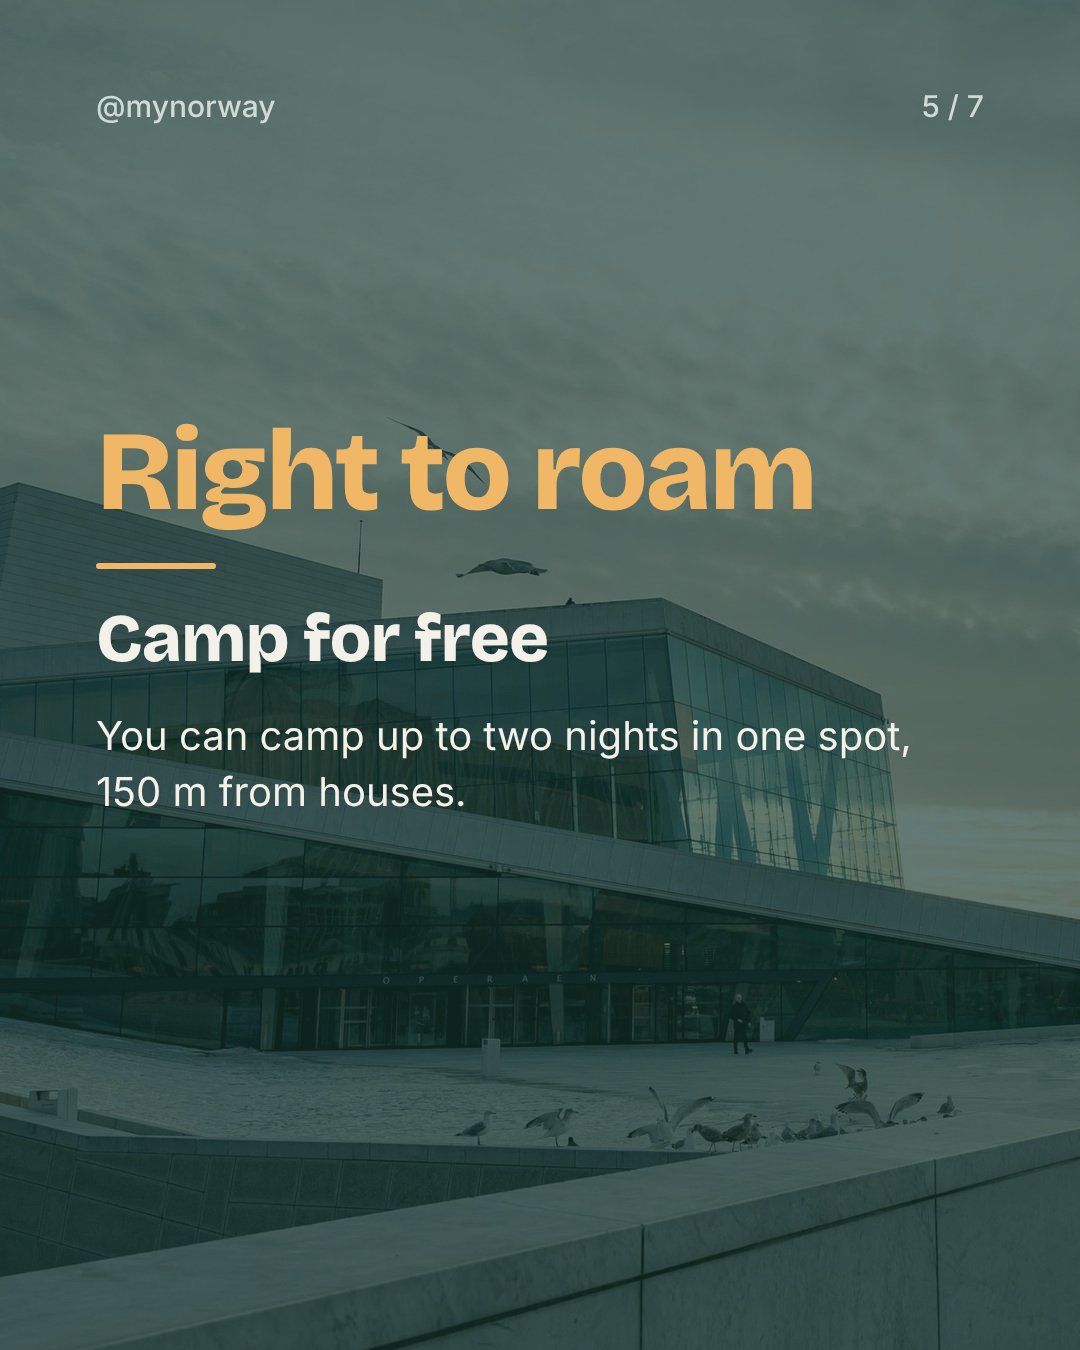 @mynorway
5 / 7
Right to roam
Camp for free
You can camp up to two nights in one spot,
150 m from houses.
OPERAEN